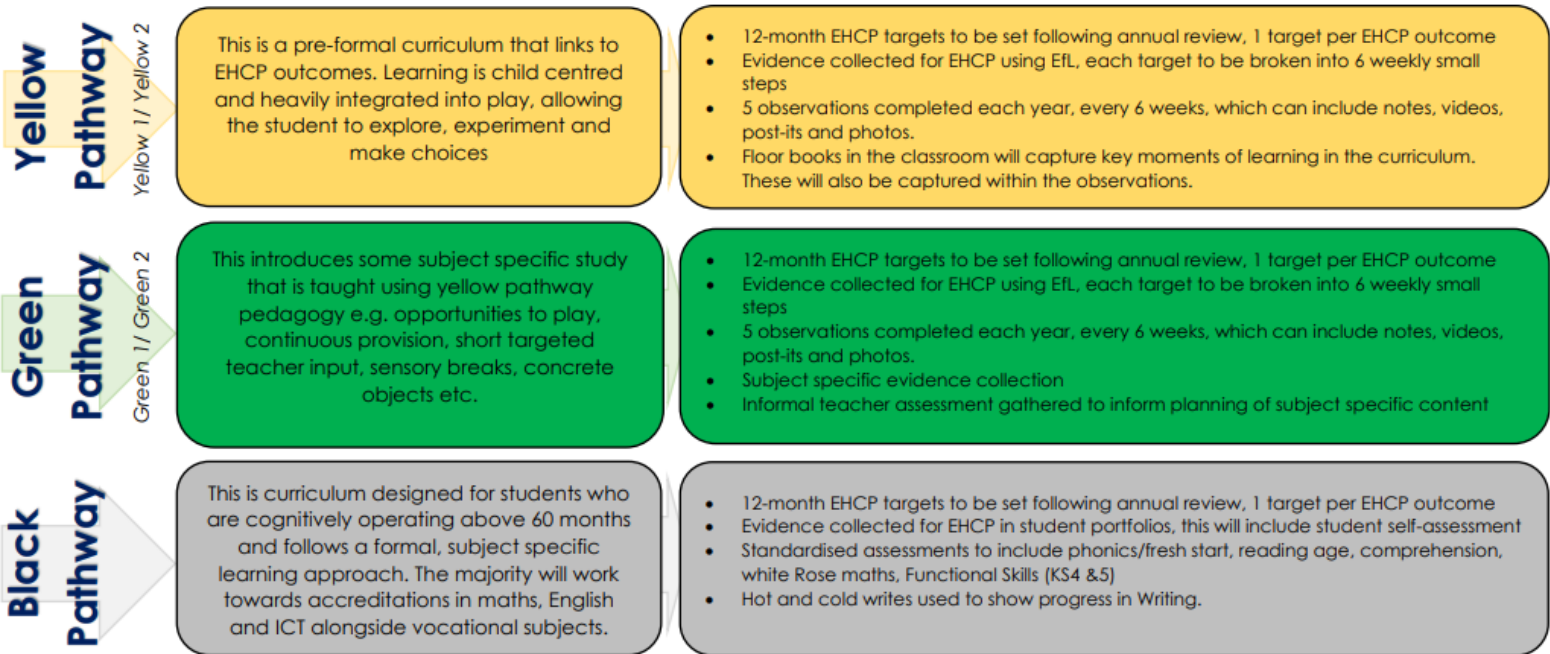 Yellow
Pathway
Yellow 1/ Yellow 2
This is a pre-formal curriculum that links to
EHCP outcomes. Learning is child centred
and heavily integrated into play, allowing
the student to explore, experiment and
make choices
• 12-month EHCP targets to be set following annual review, 1 target per EHCP outcome
• Evidence collected for EHCP using EfL, each target to be broken into 6 weekly small
steps
• 5 observations completed each year, every 6 weeks, which can include notes, videos,
post-its and photos.
• Floor books in the classroom will capture key moments of learning in the curriculum.
These will also be captured within the observations.
Green
Pathway
Green 1/ Green 2
This introduces some subject specific study
that is taught using yellow pathway
pedagogy e.g. opportunities to play,
continuous provision, short targeted
teacher input, sensory breaks, concrete
objects etc.
• 12-month EHCP targets to be set following annual review, 1 target per EHCP outcome
• Evidence collected for EHCP using EfL, each target to be broken into 6 weekly small
steps
• 5 observations completed each year, every 6 weeks, which can include notes, videos,
post-its and photos.
• Subject specific evidence collection
• Informal teacher assessment gathered to inform planning of subject specific content
Black
Pathway
This is curriculum designed for students who
are cognitively operating above 60 months
and follows a formal, subject specific
learning approach. The majority will work
towards accreditations in maths, English
and ICT alongside vocational subjects.
• 12-month EHCP targets to be set following annual review, 1 target per EHCP outcome
• Evidence collected for EHCP in student portfolios, this will include student self-assessment
• Standardised assessments to include phonics/fresh start, reading age, comprehension,
white Rose maths, Functional Skills (KS4 &5)
• Hot and cold writes used to show progress in Writing.